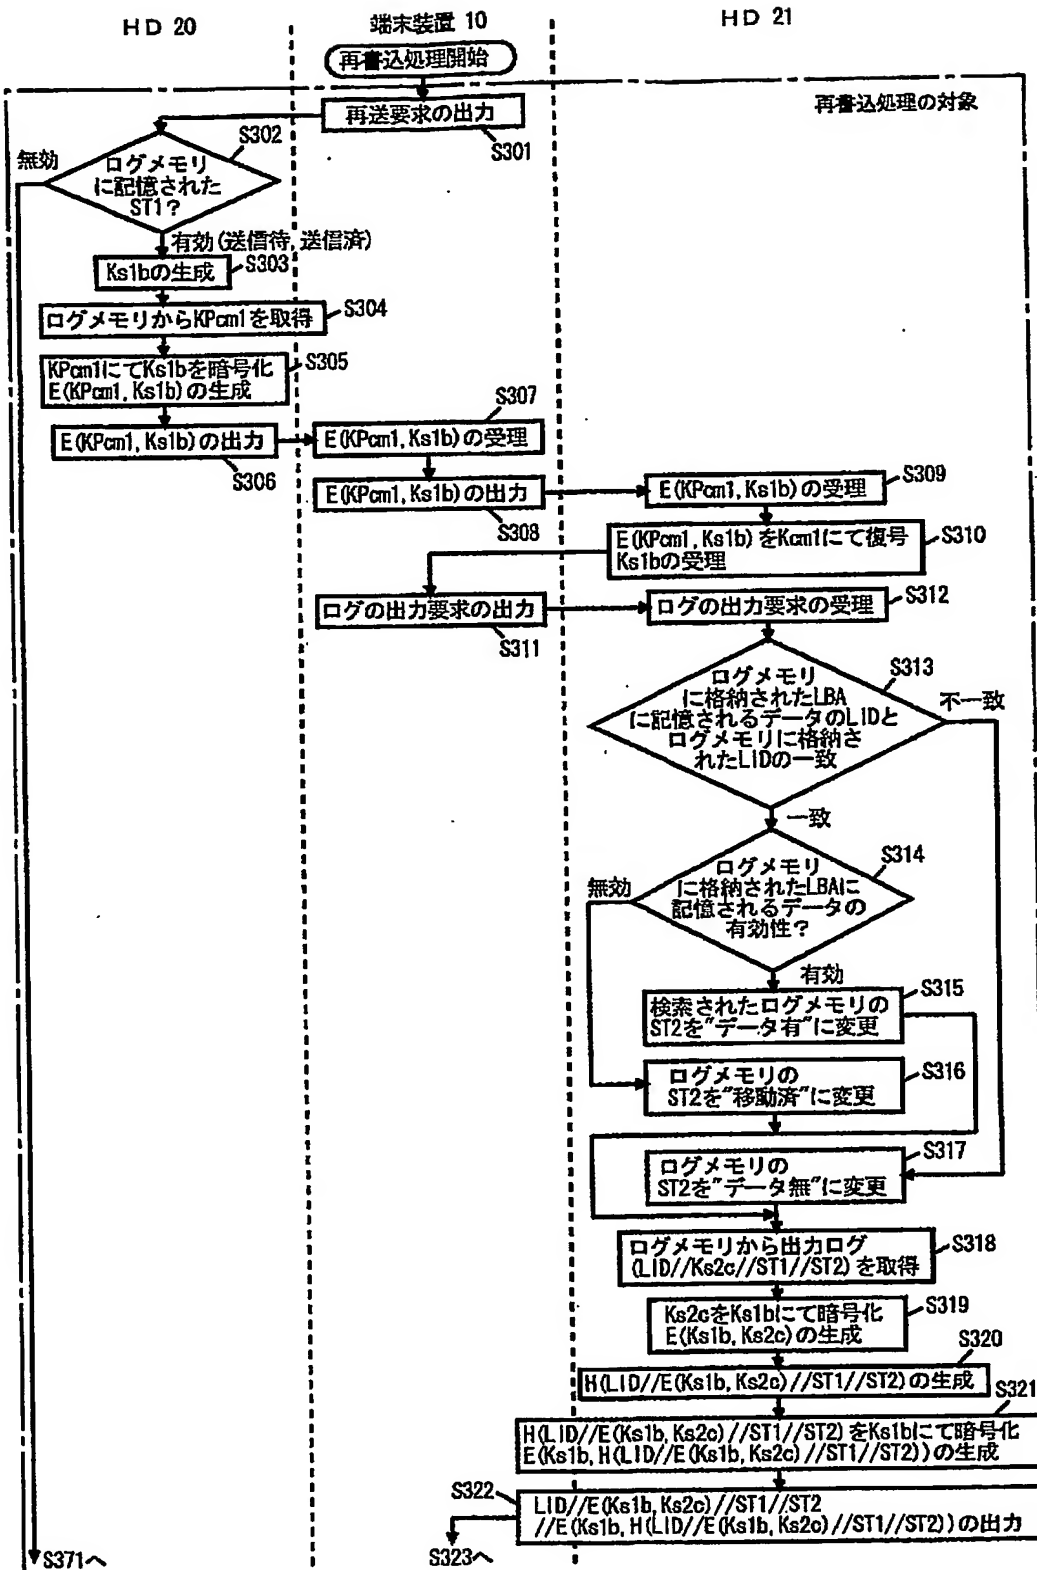 HD 20
端末装置 10
HD 21
再書込処理開始
再書込処理の対象
再送要求の出力
S301
S302
無効
ログメモリ
に記憶された
ST1?
有効(送信待,送信済)
Ks1bの生成
S303
ログメモリからKPcm1を取得
S304
KPcm1にてKs1bを暗号化
E(KPcm1, Ks1b)の生成
S305
E(KPcm1, Ks1b)の出力
S306
S307
E(KPcm1, Ks1b)の受理
E(KPcm1, Ks1b)の出力
S308
E(KPcm1, Ks1b)の受理
S309
E(KPcm1, Ks1b)をKcm1にて復号
Ks1bの受理
S310
ログの出力要求の出力
S311
ログの出力要求の受理
S312
S313
ログメモリ
に格納されたLBA
に記憶されるデータのLIDと
ログメモリに格納さ
れたLIDの一致
不一致
一致
S314
ログメモリ
に格納されたLBAに
記憶されるデータの
有効性?
無効
有効
検索されたログメモリの
ST2を"データ有"に変更
S315
ログメモリの
ST2を"移動済"に変更
S316
ログメモリの
ST2を"データ無"に変更
S317
ログメモリから出力ログ
(LID//Ks2c//ST1//ST2)を取得
S318
Ks2cをKs1bにて暗号化
E(Ks1b, Ks2c)の生成
S319
S320
H(LID//E(Ks1b, Ks2c)//ST1//ST2)の生成
S321
H(LID//E(Ks1b, Ks2c)//ST1//ST2)をKs1bにて暗号化
E(Ks1b, H(LID//E(Ks1b, Ks2c)//ST1//ST2))の生成
S322
LID//E(Ks1b, Ks2c)//ST1//ST2
//E(Ks1b, H(LID//E(Ks1b, Ks2c)//ST1//ST2))の出力
S371へ
S323へ